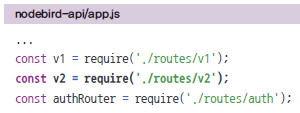 nodebird-api/app.js
...
const v1 = require('./routes/v1');
const v2 = require('./routes/v2');
const authRouter = require('./routes/auth');